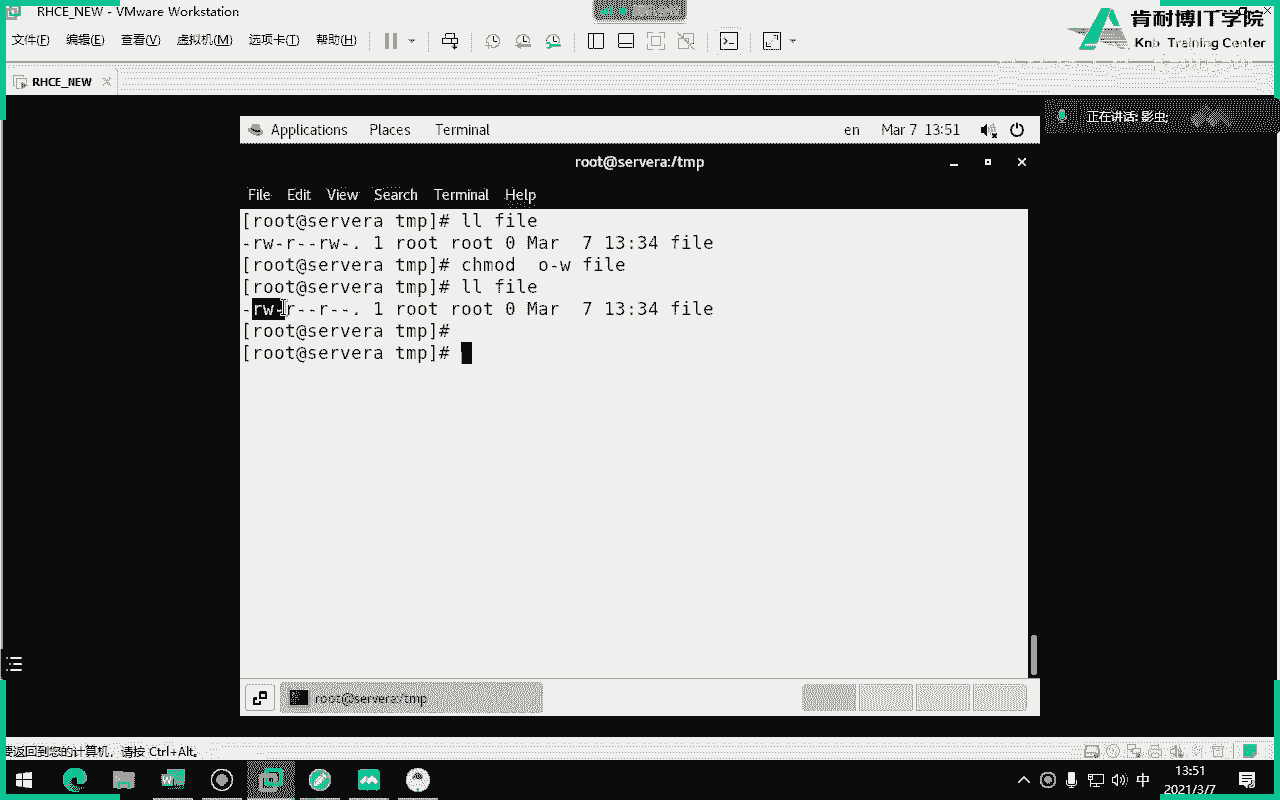 RHCE_NEW - VMware Workstation
文件(F) 编辑(E) 查看(V) 虚拟机(M) 选项卡(T) 帮助(H)
肯耐博IT学院
Knb Training Center
RHCE_NEW
正在讲话: 影虫;
Applications Places Terminal en Mar 7 13:51
root@servera:/tmp
File Edit View Search Terminal Help
[root@servera tmp]# ll file
-rw-r--rw-. 1 root root 0 Mar  7 13:34 file
[root@servera tmp]# chmod  o-w file
[root@servera tmp]# ll file
-rw-r--r--. 1 root root 0 Mar  7 13:34 file
[root@servera tmp]#
[root@servera tmp]#
root@servera:/tmp
要返回到您的计算机，请按 Ctrl+Alt。
中
13:51
2021/3/7